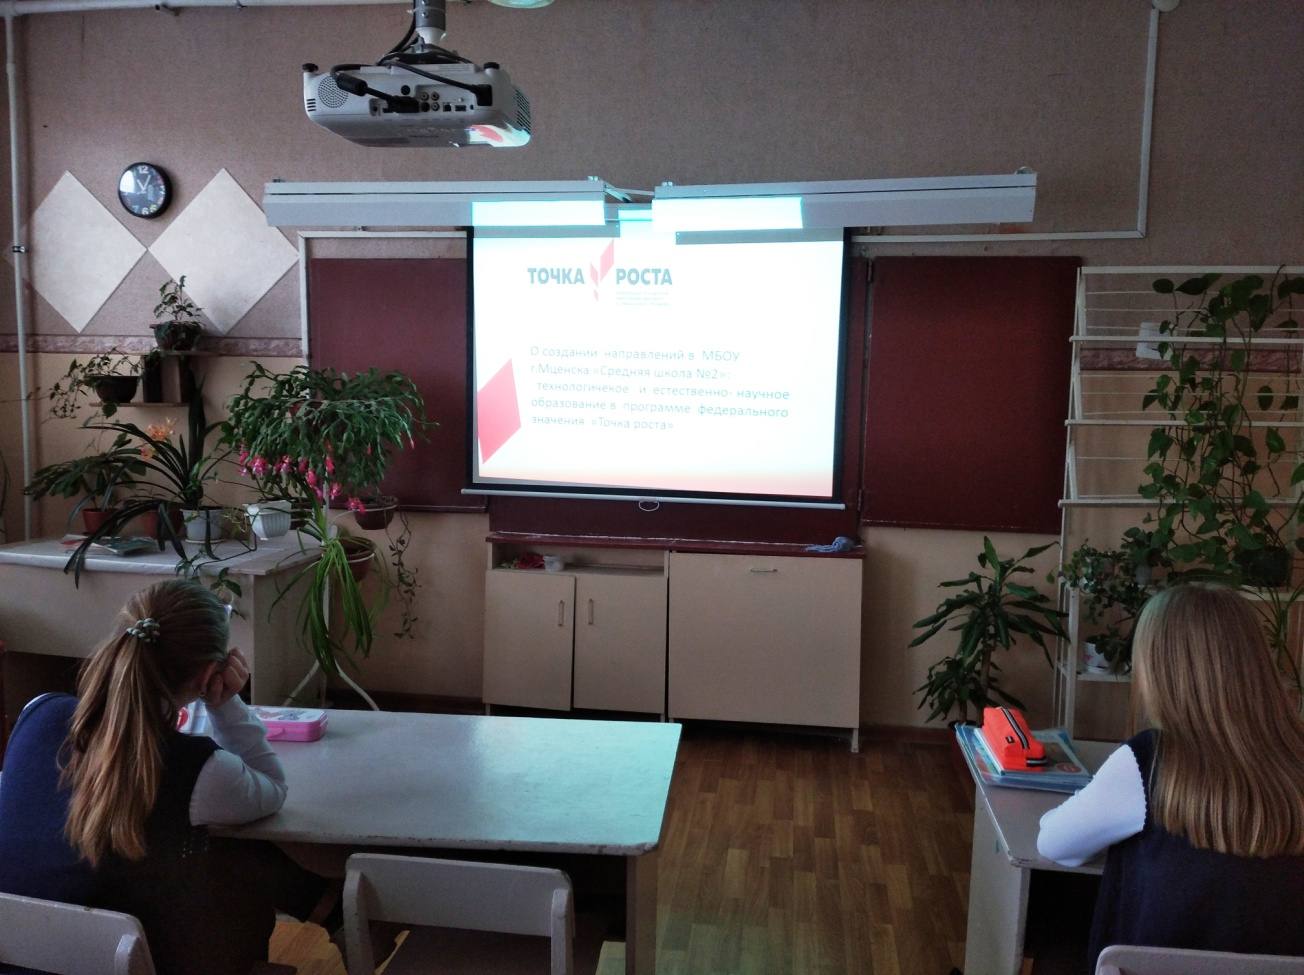 ТОЧКА РОСТА
О создании направлений в МБОУ
г.Мценска «Средняя школа №2»:
технологичекое и естественно- научное
образование в программе федерального
значения «Точка роста»